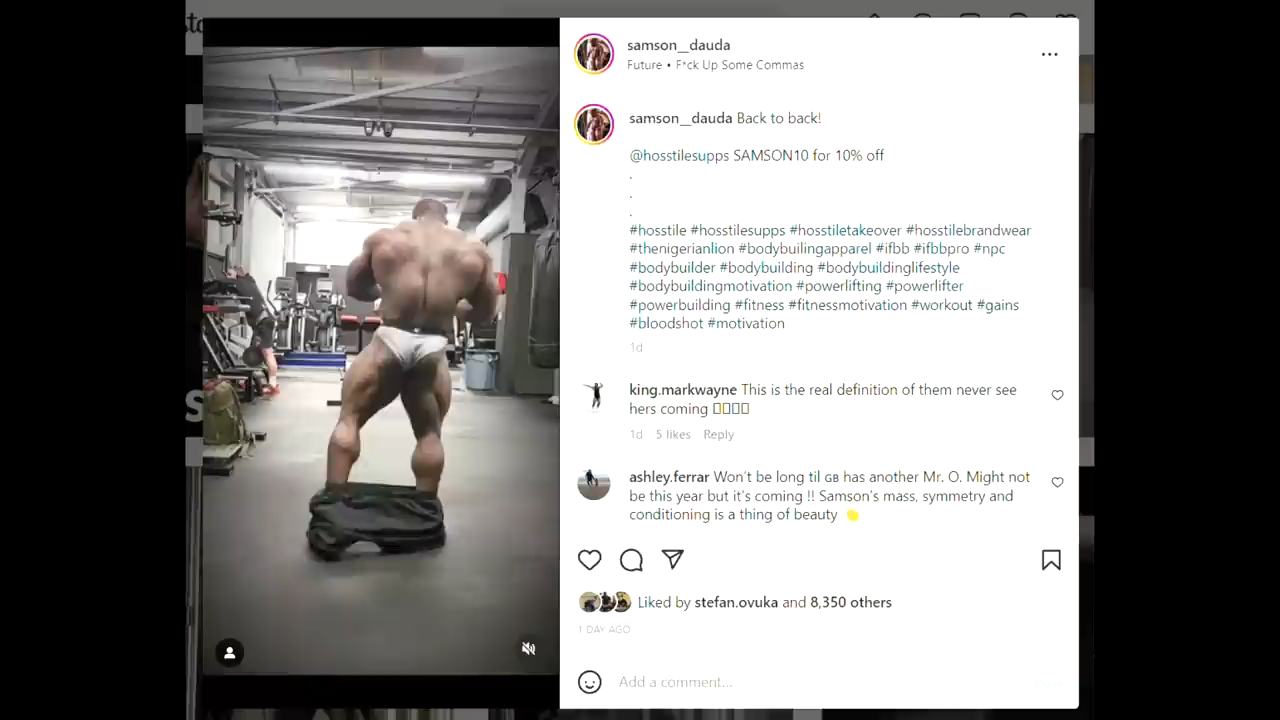 samson__dauda
Future • F*ck Up Some Commas
samson__dauda Back to back!
@hosstilesupps SAMSON10 for 10% off
.
.
.
#hosstile #hosstilesupps #hosstiletakeover #hosstilebrandwear
#thenigerianlion #bodybuilingapparel #ifbb #ifbbpro #npc
#bodybuilder #bodybuilding #bodybuildinglifestyle
#bodybuildingmotivation #powerlifting #powerlifter
#powerbuilding #fitness #fitnessmotivation #workout #gains
#bloodshot #motivation
1d
king.markwayne This is the real definition of them never see
hers coming
1d 5 likes Reply
ashley.ferrar Won't be long til GB has another Mr. O. Might not
be this year but it's coming !! Samson's mass, symmetry and
conditioning is a thing of beauty
Liked by stefan.ovuka and 8,350 others
1 DAY AGO
Add a comment...